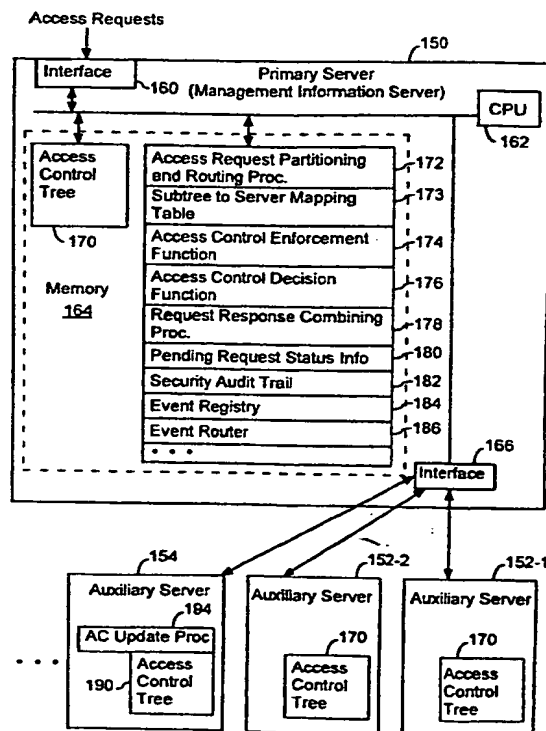 Access Requests
150
Interface
160
Primary Server
(Management Information Server)
CPU
162
Access
Control
Tree
170
Memory
164
Access Request Partitioning
and Routing Proc.
172
Subtree to Server Mapping
Table
173
Access Control Enforcement
Function
174
Access Control Decision
Function
176
Request Response Combining
Proc.
178
Pending Request Status Info
180
Security Audit Trail
182
Event Registry
184
Event Router
186
• • •
Interface
166
154
Auxiliary Server
194
AC Update Proc
190
Access
Control
Tree
• • •
152-2
Auxiliary Server
170
Access
Control
Tree
152-1
Auxiliary Server
170
Access
Control
Tree